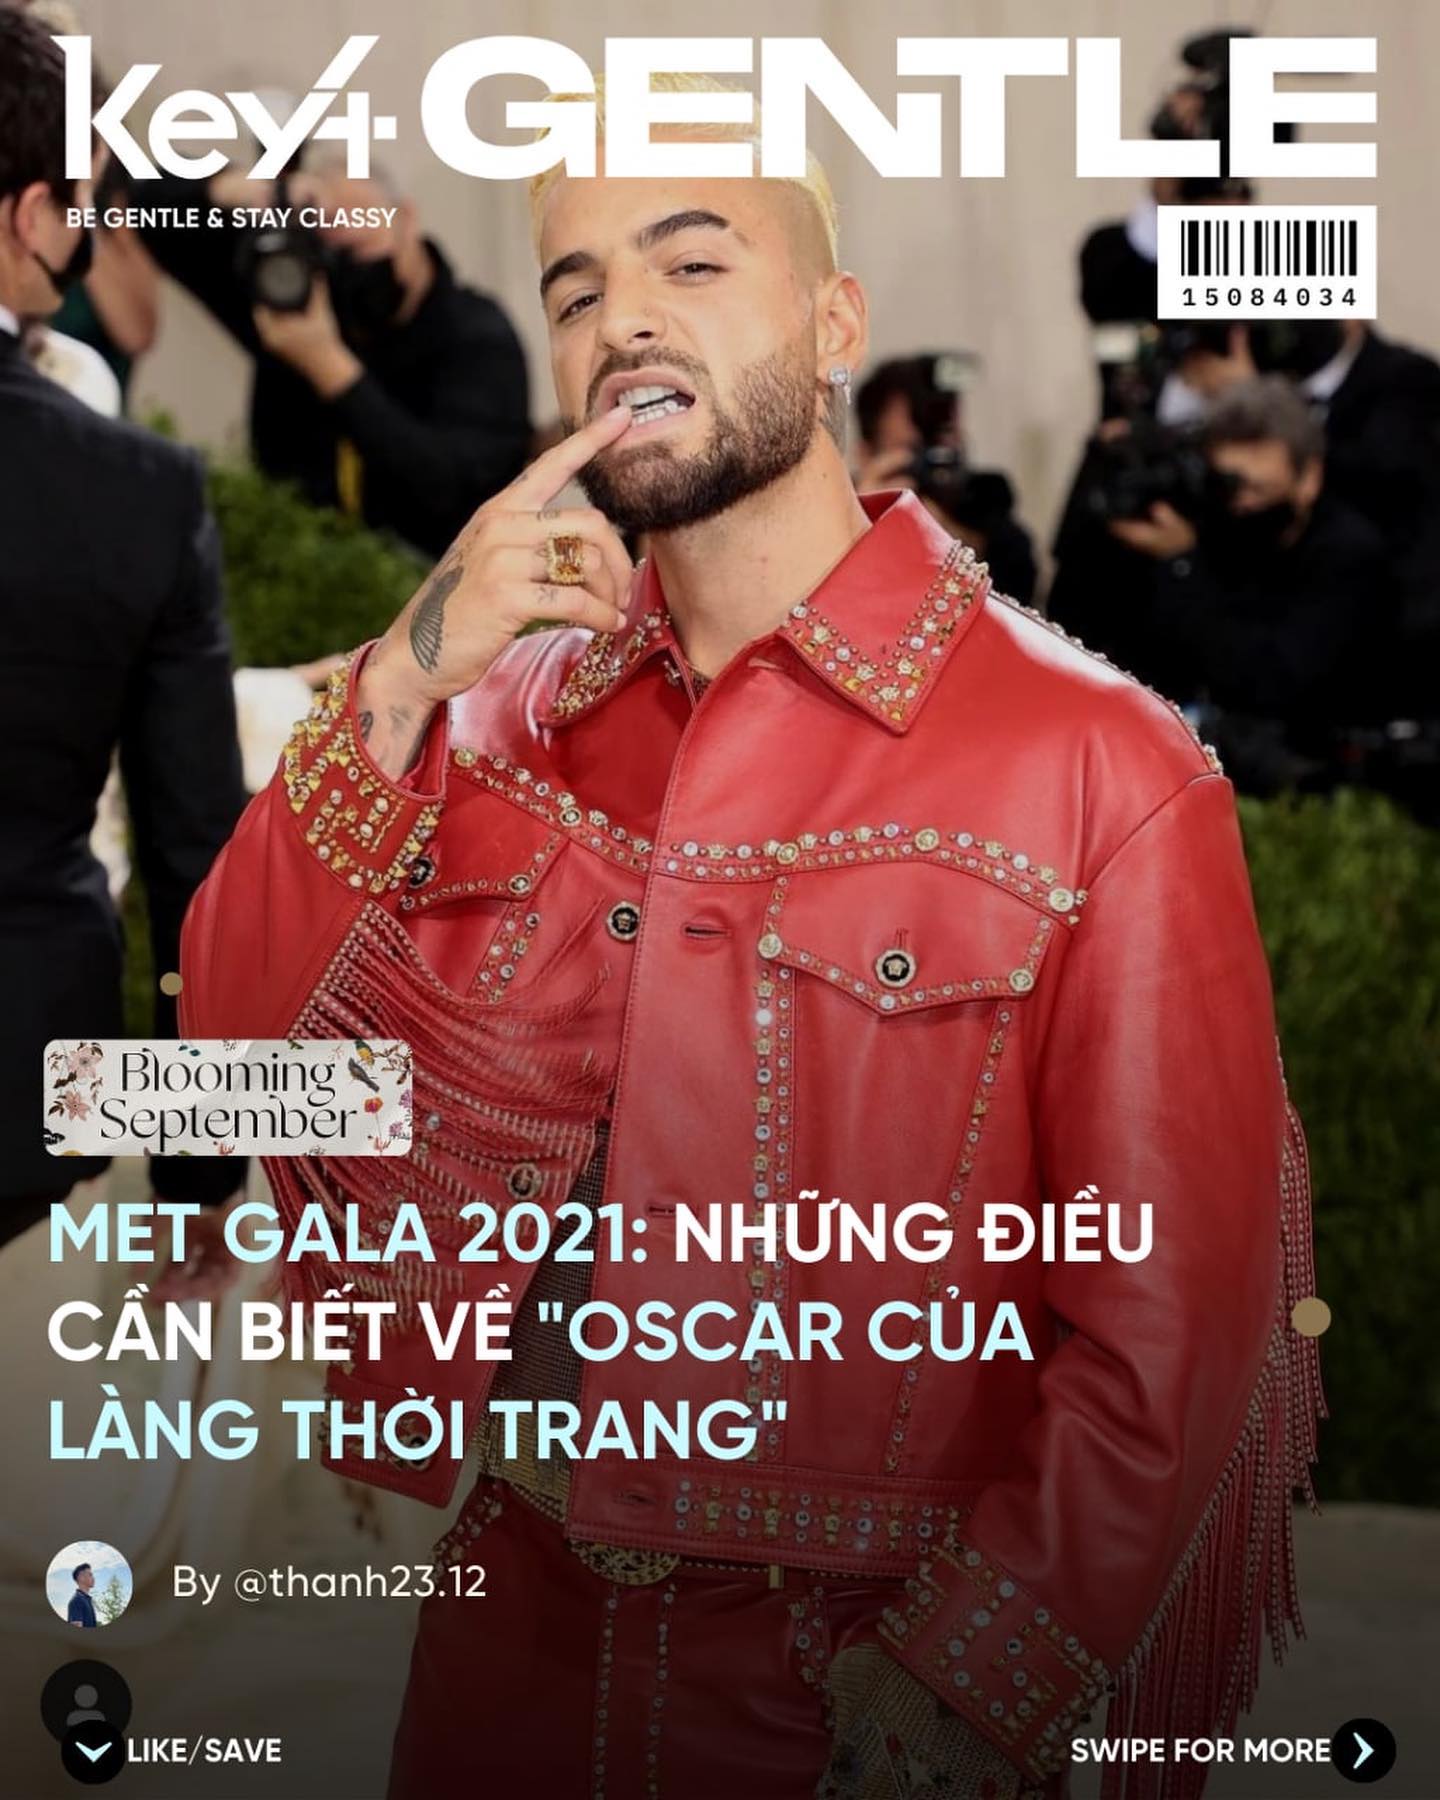 Key4 GENTLE
BE GENTLE & STAY CLASSY
15084034
Blooming
September
MET GALA 2021: NHỮNG ĐIỀU
CẦN BIẾT VỀ "OSCAR CỦA
LÀNG THỜI TRANG"
By @thanh23.12
LIKE/SAVE
SWIPE FOR MORE